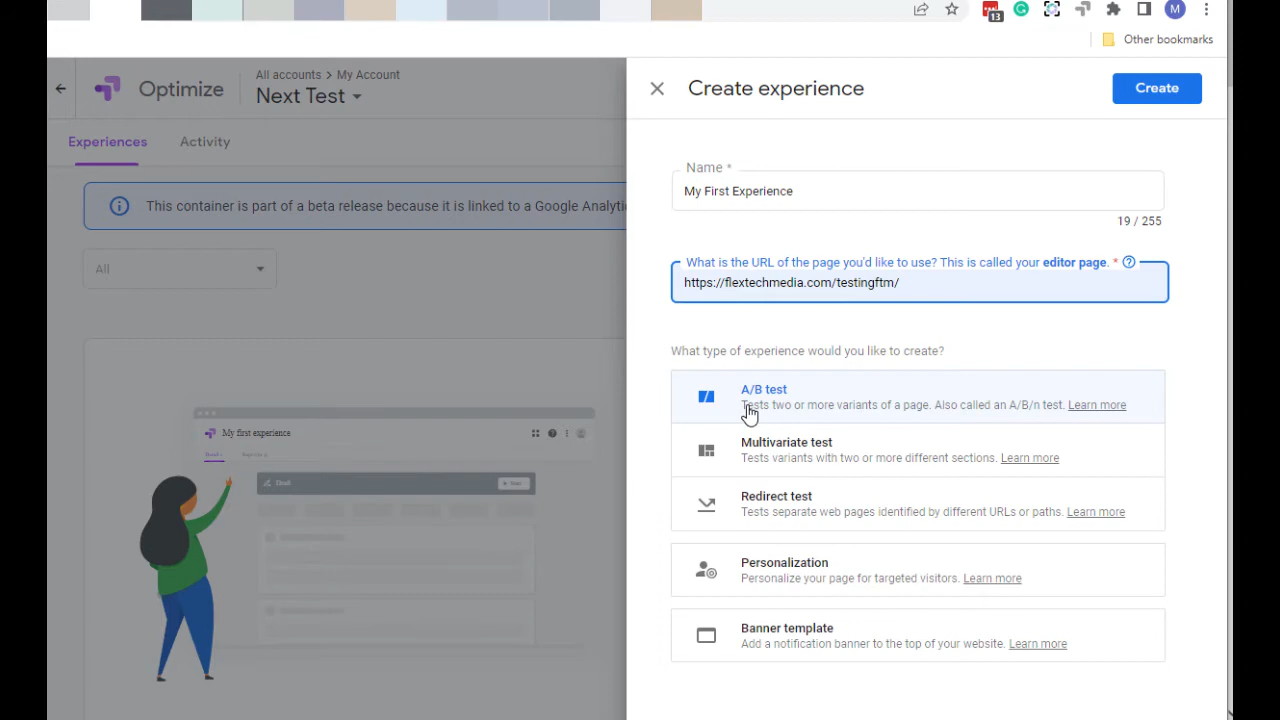 13
M
Other bookmarks
Optimize
All accounts > My Account
Next Test
Create experience
Create
Experiences
Activity
This container is part of a beta release because it is linked to a Google Analyti
All
Name *
My First Experience
19 / 255
What is the URL of the page you'd like to use? This is called your editor page. *
https://flextechmedia.com/testingftm/
What type of experience would you like to create?
A/B test
Tests two or more variants of a page. Also called an A/B/n test. Learn more
Multivariate test
Tests variants with two or more different sections. Learn more
Redirect test
Tests separate web pages identified by different URLs or paths. Learn more
Personalization
Personalize your page for targeted visitors. Learn more
Banner template
Add a notification banner to the top of your website. Learn more
My first experience
Draft